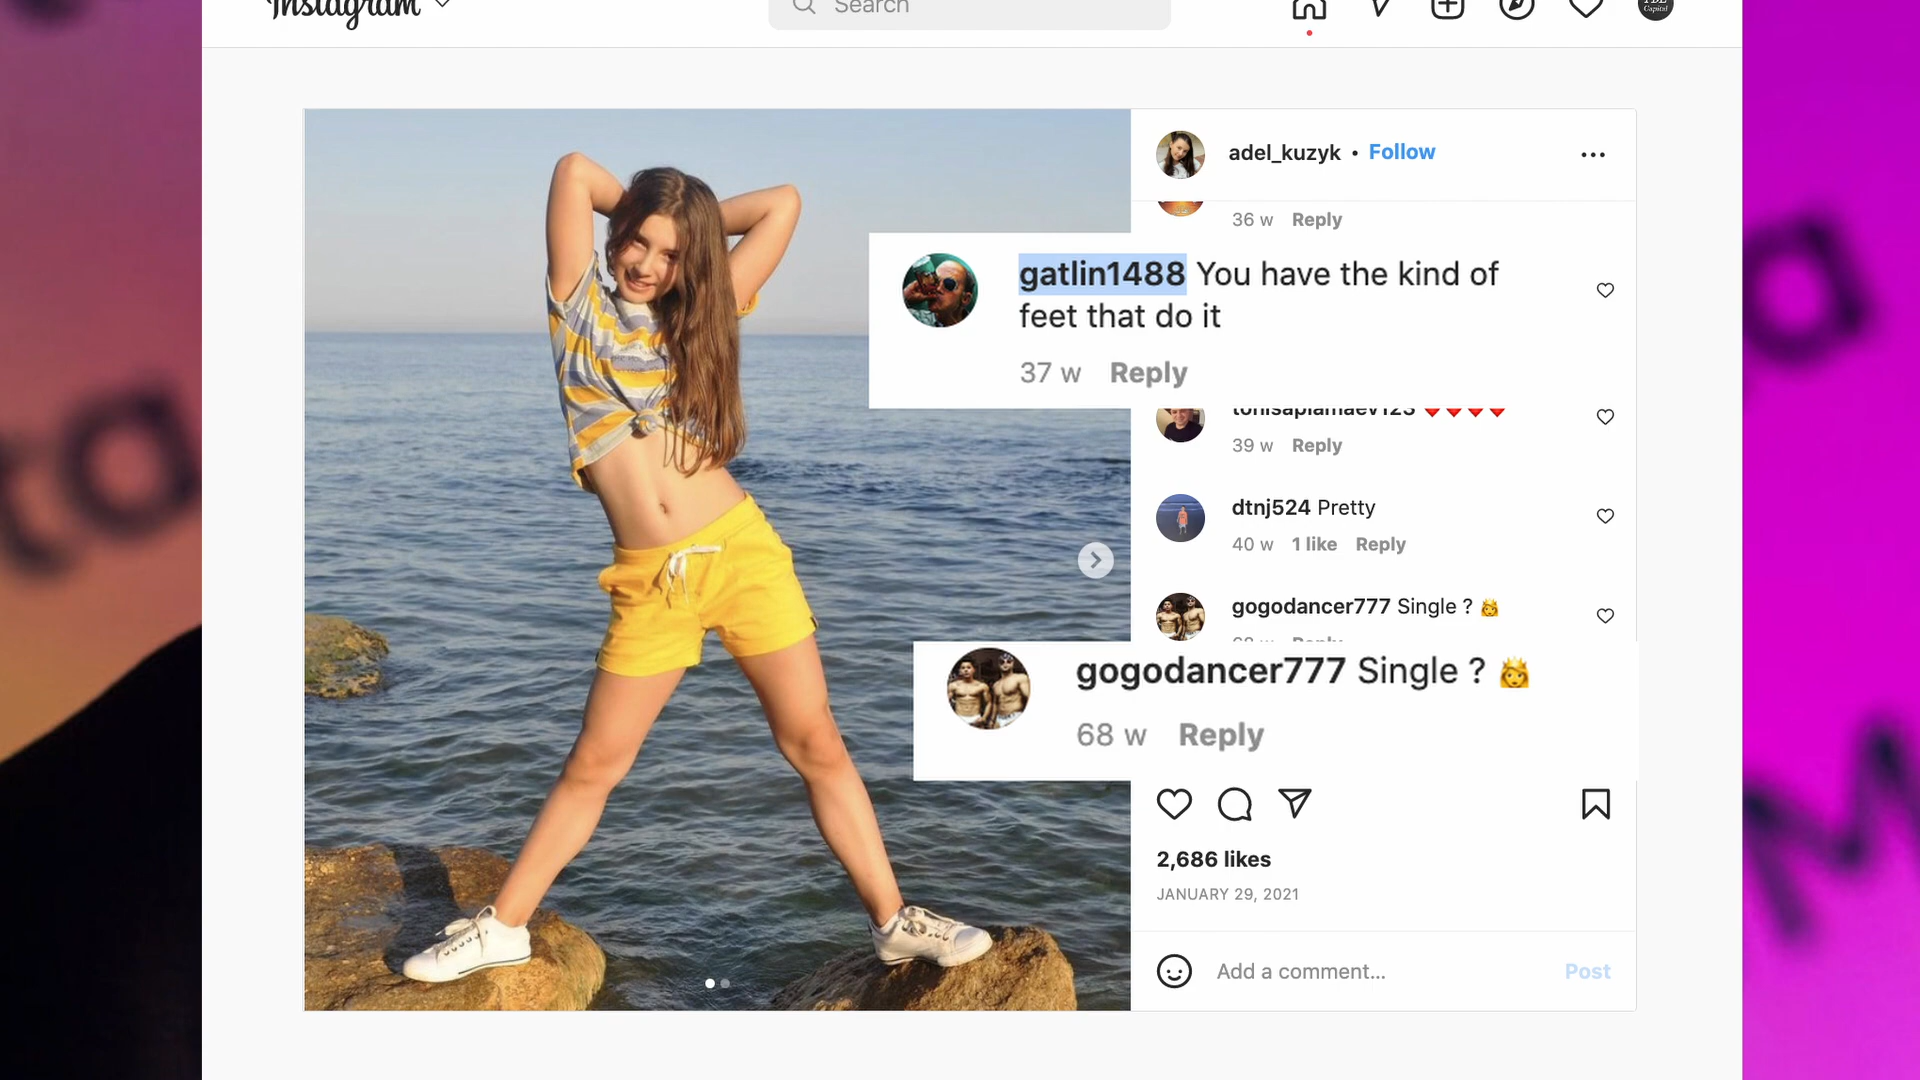 Instagram
Search
adel_kuzyk • Follow
36 w Reply
gatlin1488 You have the kind of
feet that do it
37 w Reply
39 w Reply
dtnj524 Pretty
40 w 1 like Reply
gogodancer777 Single ? 👸
68 w Reply
gogodancer777 Single ? 👸
68 w Reply
2,686 likes
JANUARY 29, 2021
Add a comment... Post